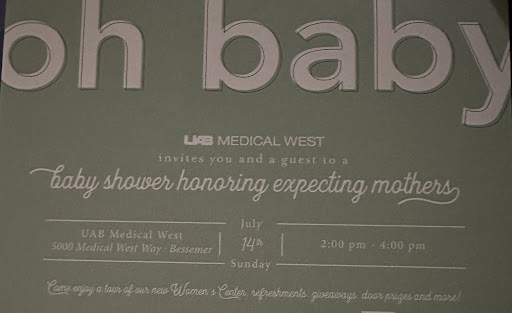 oh baby
UAB MEDICAL WEST
invites you and a guest to a
baby shower honoring expecting mothers
July
UAB Medical West
5000 Medical West Way · Bessemer
14th
2:00 pm - 4:00 pm
Sunday
Come enjoy a tour of our new Women's Center, refreshments, giveaways, door prizes and more!